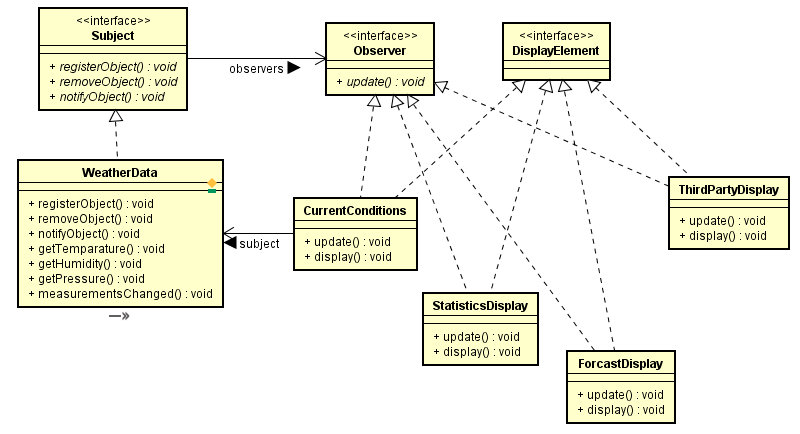 <<interface>>
Subject
+ registerObject() : void
+ removeObject() : void
+ notifyObject() : void
observers
<<interface>>
Observer
+ update() : void
<<interface>>
DisplayElement
WeatherData
+ registerObject() : void
+ removeObject() : void
+ notifyObject() : void
+ getTemparature() : void
+ getHumidity() : void
+ getPressure() : void
+ measurementsChanged() : void
subject
CurrentConditions
+ update() : void
+ display() : void
ThirdPartyDisplay
+ update() : void
+ display() : void
StatisticsDisplay
+ update() : void
+ display() : void
ForcastDisplay
+ update() : void
+ display() : void